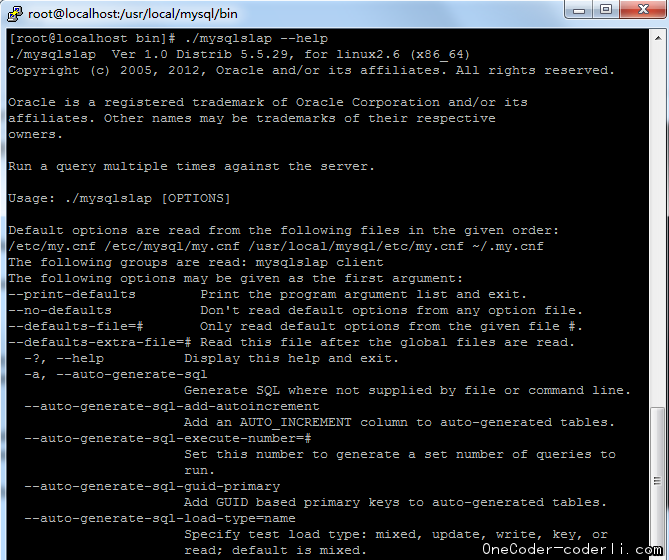 root@localhost:/usr/local/mysql/bin
[root@localhost bin]# ./mysqlslap --help
./mysqlslap  Ver 1.0 Distrib 5.5.29, for linux2.6 (x86_64)
Copyright (c) 2005, 2012, Oracle and/or its affiliates. All rights reserved.
Oracle is a registered trademark of Oracle Corporation and/or its
affiliates. Other names may be trademarks of their respective
owners.
Run a query multiple times against the server.
Usage: ./mysqlslap [OPTIONS]
Default options are read from the following files in the given order:
/etc/my.cnf /etc/mysql/my.cnf /usr/local/mysql/etc/my.cnf ~/.my.cnf
The following groups are read: mysqlslap client
The following options may be given as the first argument:
--print-defaults        Print the program argument list and exit.
--no-defaults           Don't read default options from any option file.
--defaults-file=#       Only read default options from the given file #.
--defaults-extra-file=# Read this file after the global files are read.
-?, --help          Display this help and exit.
-a, --auto-generate-sql
Generate SQL where not supplied by file or command line.
--auto-generate-sql-add-autoincrement
Add an AUTO_INCREMENT column to auto-generated tables.
--auto-generate-sql-execute-number=#
Set this number to generate a set number of queries to
run.
--auto-generate-sql-guid-primary
Add GUID based primary keys to auto-generated tables.
--auto-generate-sql-load-type=name
Specify test load type: mixed, update, write, key, or
read; default is mixed.
OneCoder-coderli.com